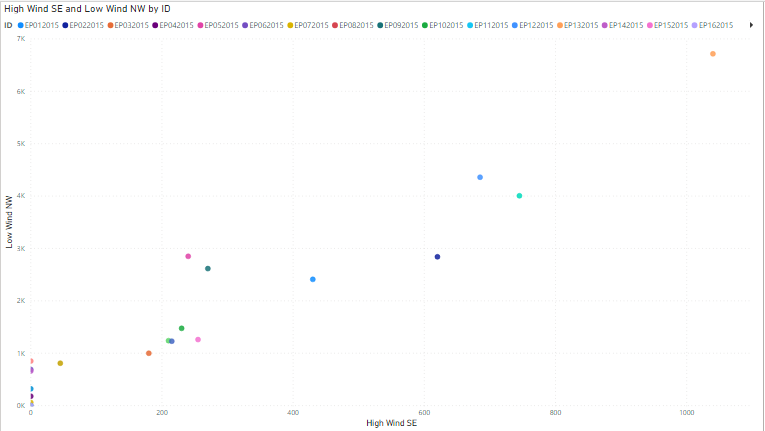 High Wind SE and Low Wind NW by ID
ID EP012015 EP022015 EP032015 EP042015 EP052015 EP062015 EP072015 EP082015 EP092015 EP102015 EP112015 EP122015 EP132015 EP142015 EP152015 EP162015
7K
6K
5K
4K
3K
2K
1K
0K
Low Wind NW
0 200 400 600 800 1000
High Wind SE